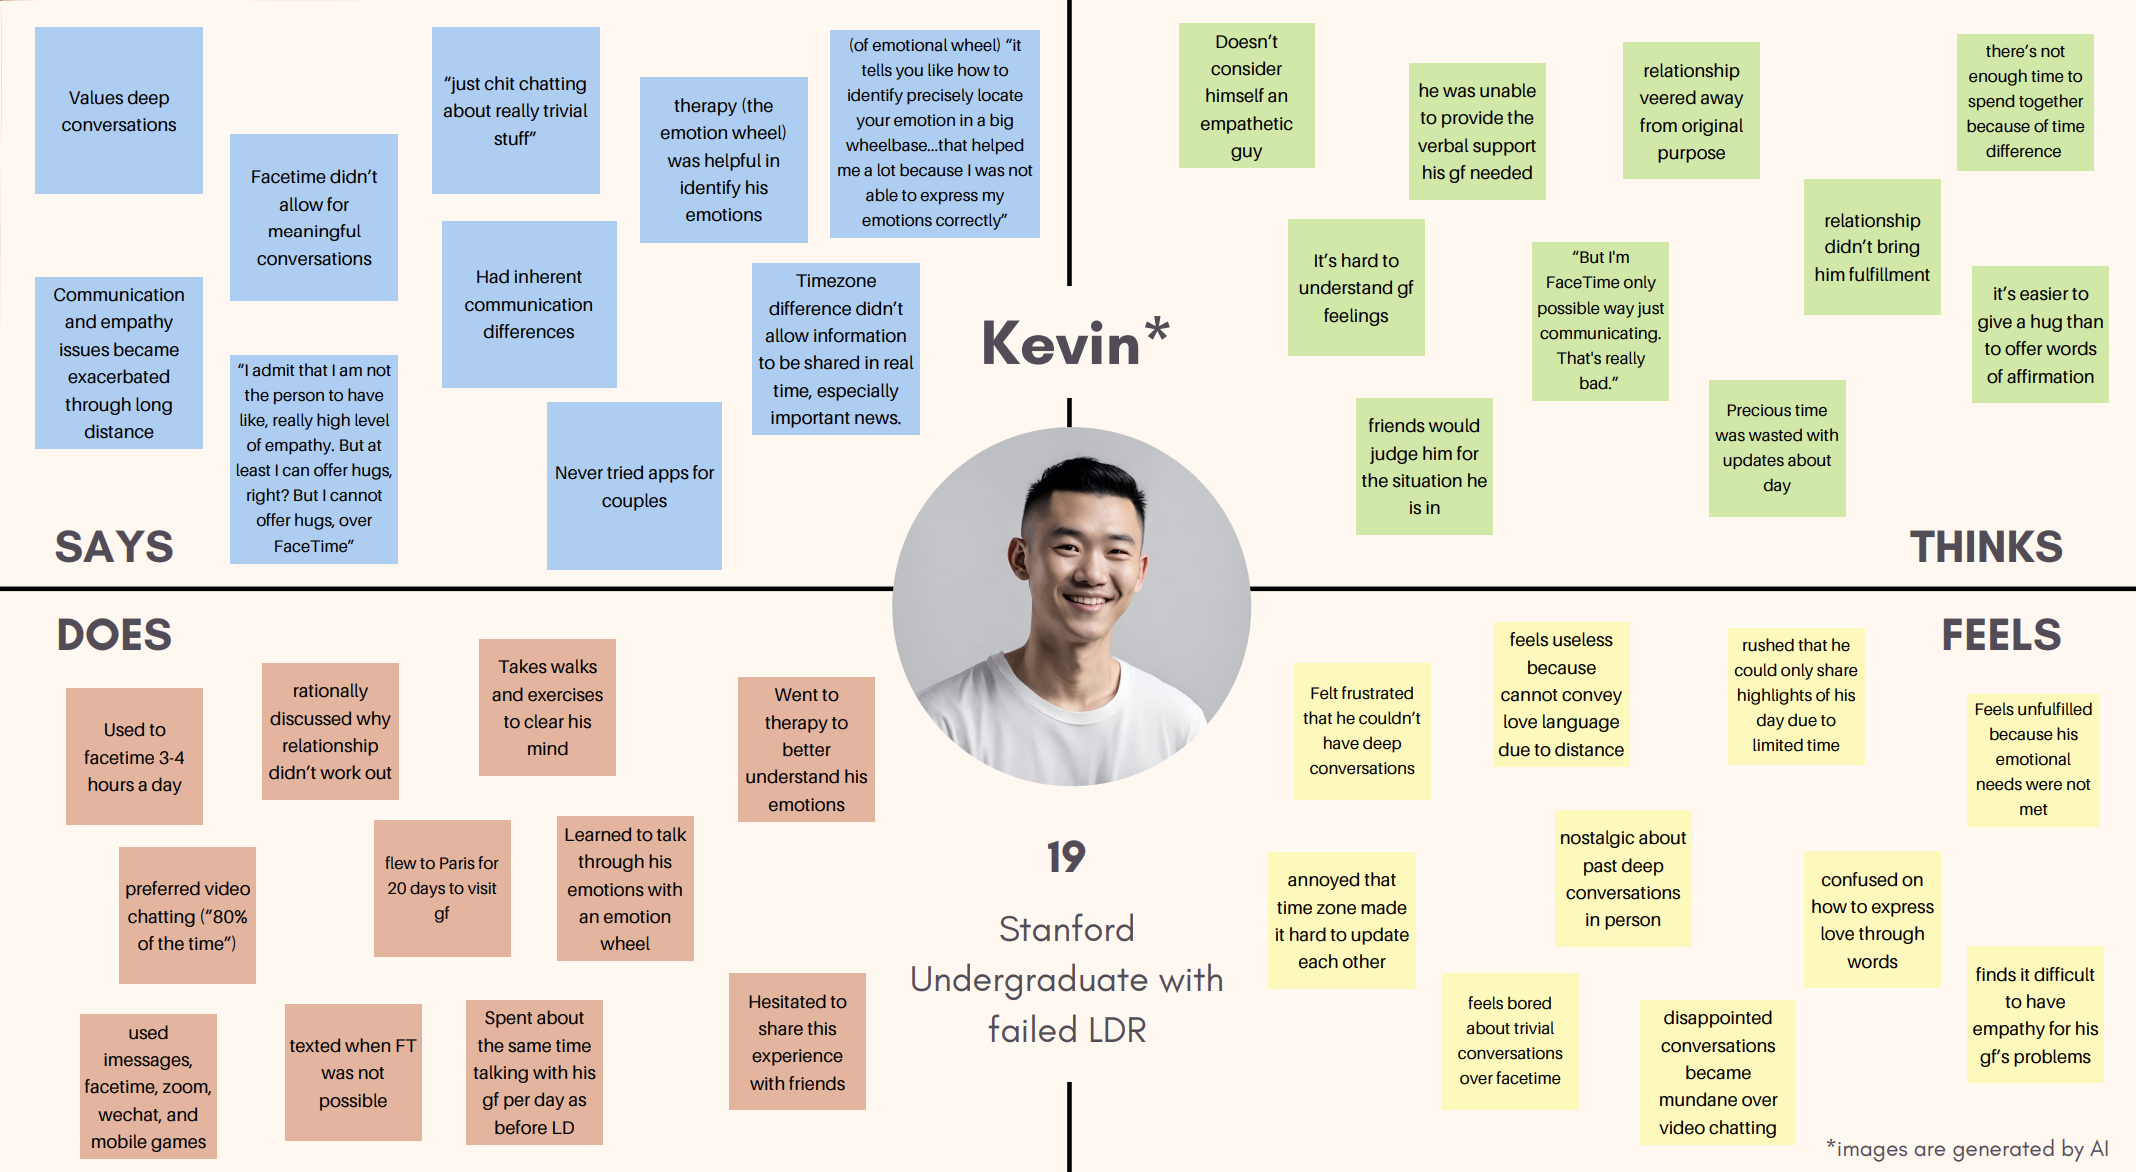 Values deep
conversations
Facetime didn’t
allow for
meaningful
conversations
“just chit chatting
about really trivial
stuff”
therapy (the
emotion wheel)
was helpful in
identify his
emotions
(of emotional wheel) “it
tells you like how to
identify precisely locate
your emotion in a big
wheelbase...that helped
me a lot because I was not
able to express my
emotions correctly”
Communication
and empathy
issues became
exacerbated
through long
distance
“I admit that I am not
the person to have
like, really high level
of empathy. But at
least I can offer hugs,
right? But I cannot
offer hugs, over
FaceTime”
Had inherent
communication
differences
Timezone
difference didn’t
allow information
to be shared in real
time, especially
important news.
Never tried apps for
couples
SAYS
Kevin*
Doesn’t
consider
himself an
empathetic
guy
he was unable
to provide the
verbal support
his gf needed
relationship
veered away
from original
purpose
there’s not
enough time to
spend together
because of time
difference
It’s hard to
understand gf
feelings
“But I'm
FaceTime only
possible way just
communicating.
That's really
bad.”
relationship
didn’t bring
him fulfillment
it’s easier to
give a hug than
to offer words
of affirmation
friends would
judge him for
the situation he
is in
Precious time
was wasted with
updates about
day
THINKS
DOES
Used to
facetime 3-4
hours a day
rationally
discussed why
relationship
didn’t work out
Takes walks
and exercises
to clear his
mind
Went to
therapy to
better
understand his
emotions
preferred video
chatting (”80%
of the time”)
flew to Paris for
20 days to visit
gf
Learned to talk
through his
emotions with
an emotion
wheel
used
imessages,
facetime, zoom,
wechat, and
mobile games
texted when FT
was not
possible
Spent about
the same time
talking with his
gf per day as
before LD
Hesitated to
share this
experience
with friends
19
Stanford
Undergraduate with
failed LDR
FEELS
Felt frustrated
that he couldn’t
have deep
conversations
feels useless
because
cannot convey
love language
due to distance
rushed that he
could only share
highlights of his
day due to
limited time
Feels unfulfilled
because his
emotional
needs were not
met
annoyed that
time zone made
it hard to update
each other
nostalgic about
past deep
conversations
in person
confused on
how to express
love through
words
feels bored
about trivial
conversations
over facetime
disappointed
conversations
became
mundane over
video chatting
finds it difficult
to have
empathy for his
gf’s problems
*images are generated by AI